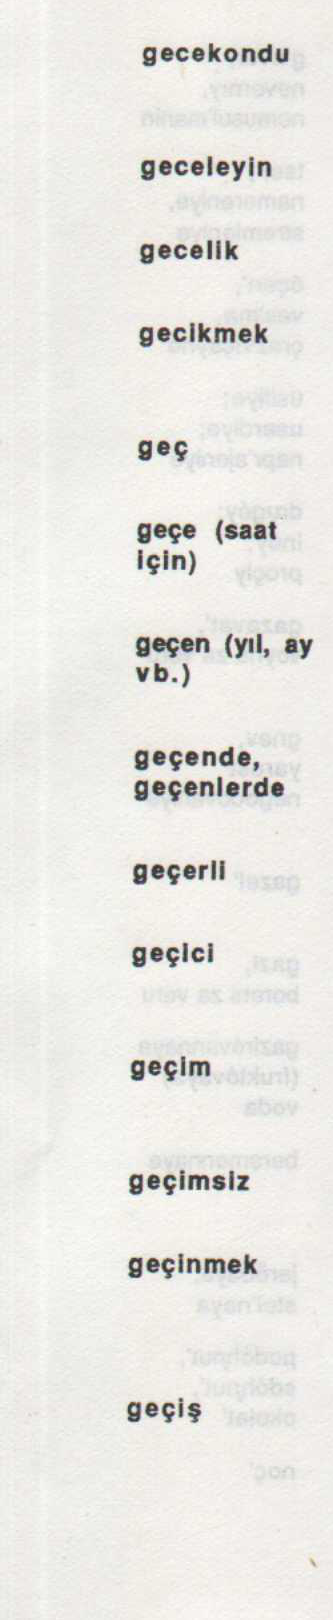 gecekondu
geceleyin
gecelik
gecikmek
geç
geçe (saat
için)
geçen (yıl, ay
vb.)
geçende,
geçenlerde
geçerli
geçici
geçim
geçimsiz
geçinmek
geçiş